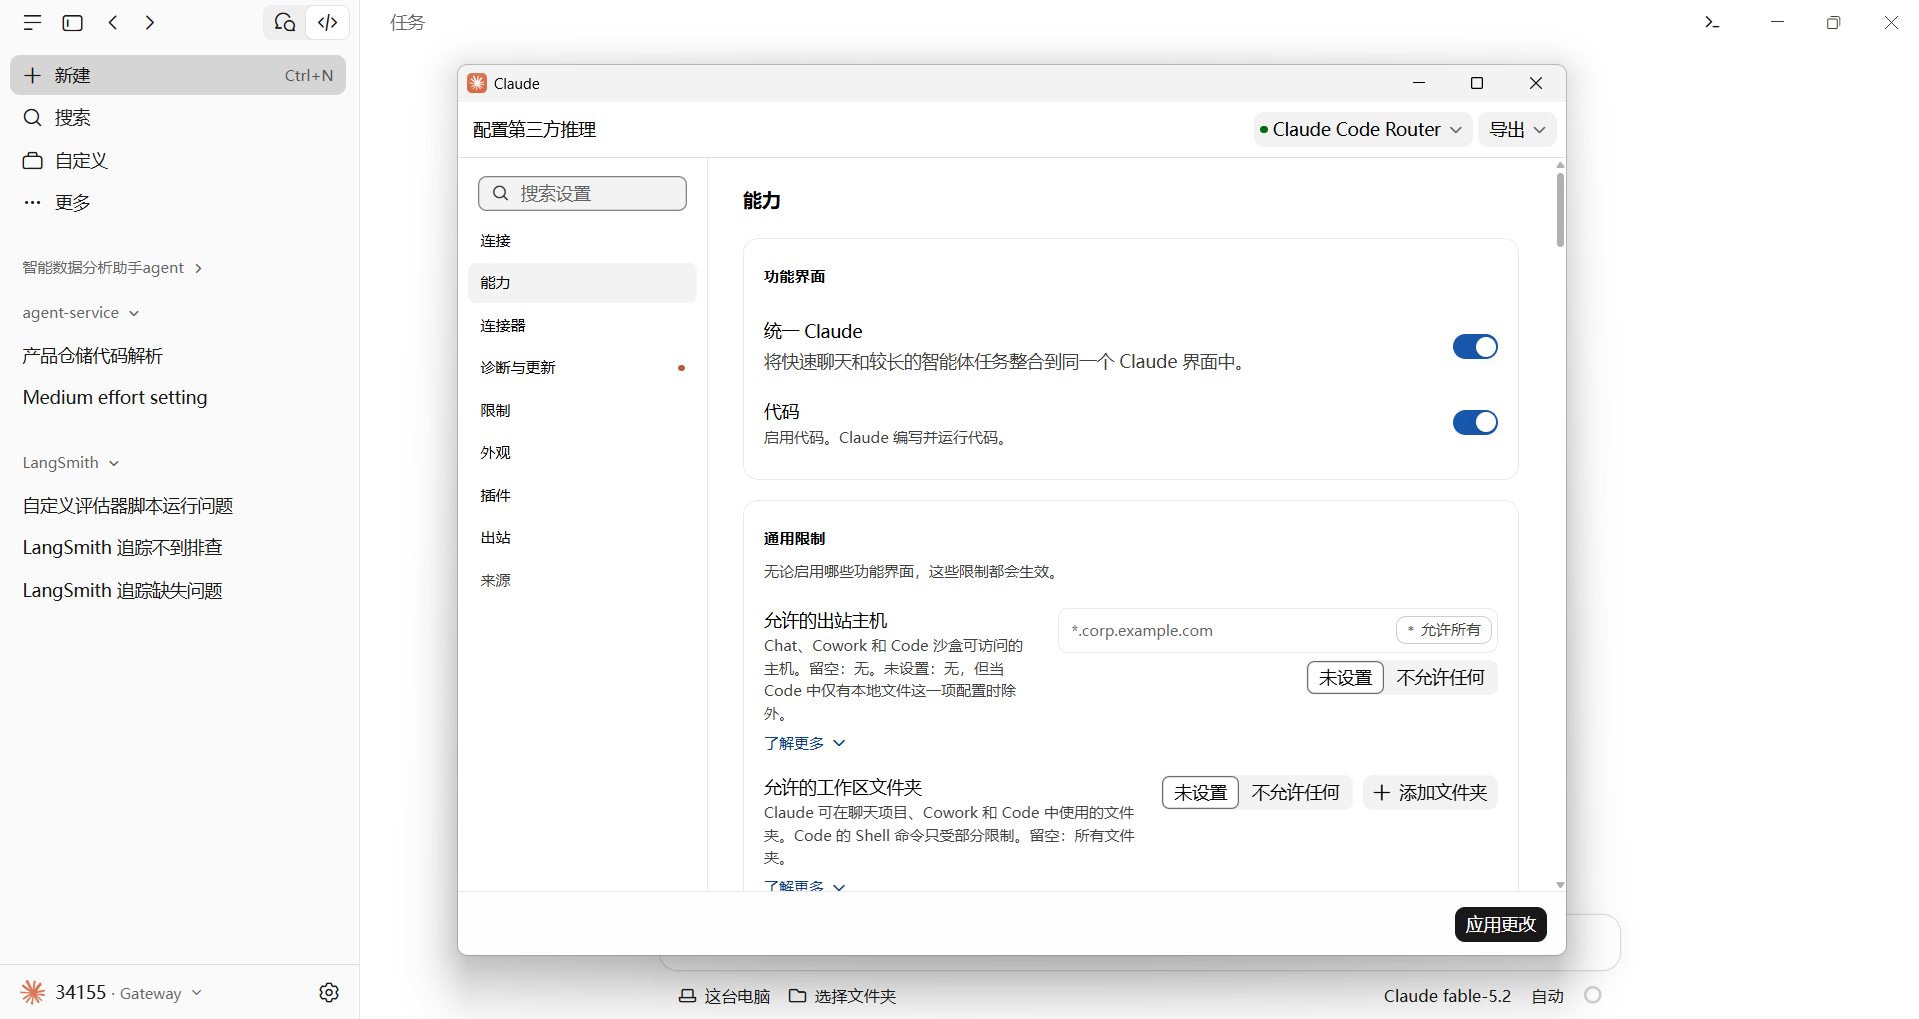 任务
新建
Ctrl+N
搜索
自定义
更多
智能数据分析助手agent
agent-service
产品仓储代码解析
Medium effort setting
LangSmith
自定义评估器脚本运行问题
LangSmith 追踪不到排查
LangSmith 追踪缺失问题
34155 · Gateway
Claude
配置第三方推理
Claude Code Router
导出
搜索设置
连接
能力
连接器
诊断与更新
限制
外观
插件
出站
来源
能力
功能界面
统一 Claude
将快速聊天和较长的智能体任务整合到同一个 Claude 界面中。
代码
启用代码。Claude 编写并运行代码。
通用限制
无论启用哪些功能界面，这些限制都会生效。
允许的出站主机
Chat、Cowork 和 Code 沙盒可访问的
主机。留空：无。未设置：无，但当
Code 中仅有本地文件这一项配置时除
外。
了解更多
*.corp.example.com
* 允许所有
未设置
不允许任何
允许的工作区文件夹
Claude 可在聊天项目、Cowork 和 Code 中使用的文件
夹。Code 的 Shell 命令只受部分限制。留空：所有文件
夹。
了解更多
未设置
不允许任何
添加文件夹
应用更改
这台电脑
选择文件夹
Claude fable-5.2
自动